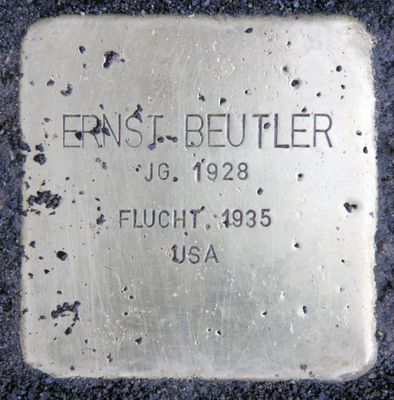 ERNST BEUTLER
JG. 1928
FLUCHT 1935
USA